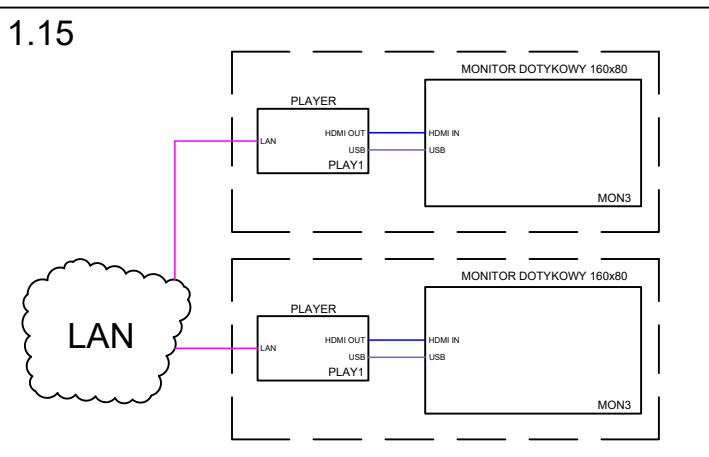 1.15
MONITOR DOTYKOWY 160x80
PLAYER
LAN
HDMI OUT
HDMI IN
USB
USB
PLAY1
MON3
MONITOR DOTYKOWY 160x80
PLAYER
LAN
HDMI OUT
HDMI IN
LAN
USB
USB
PLAY1
MON3